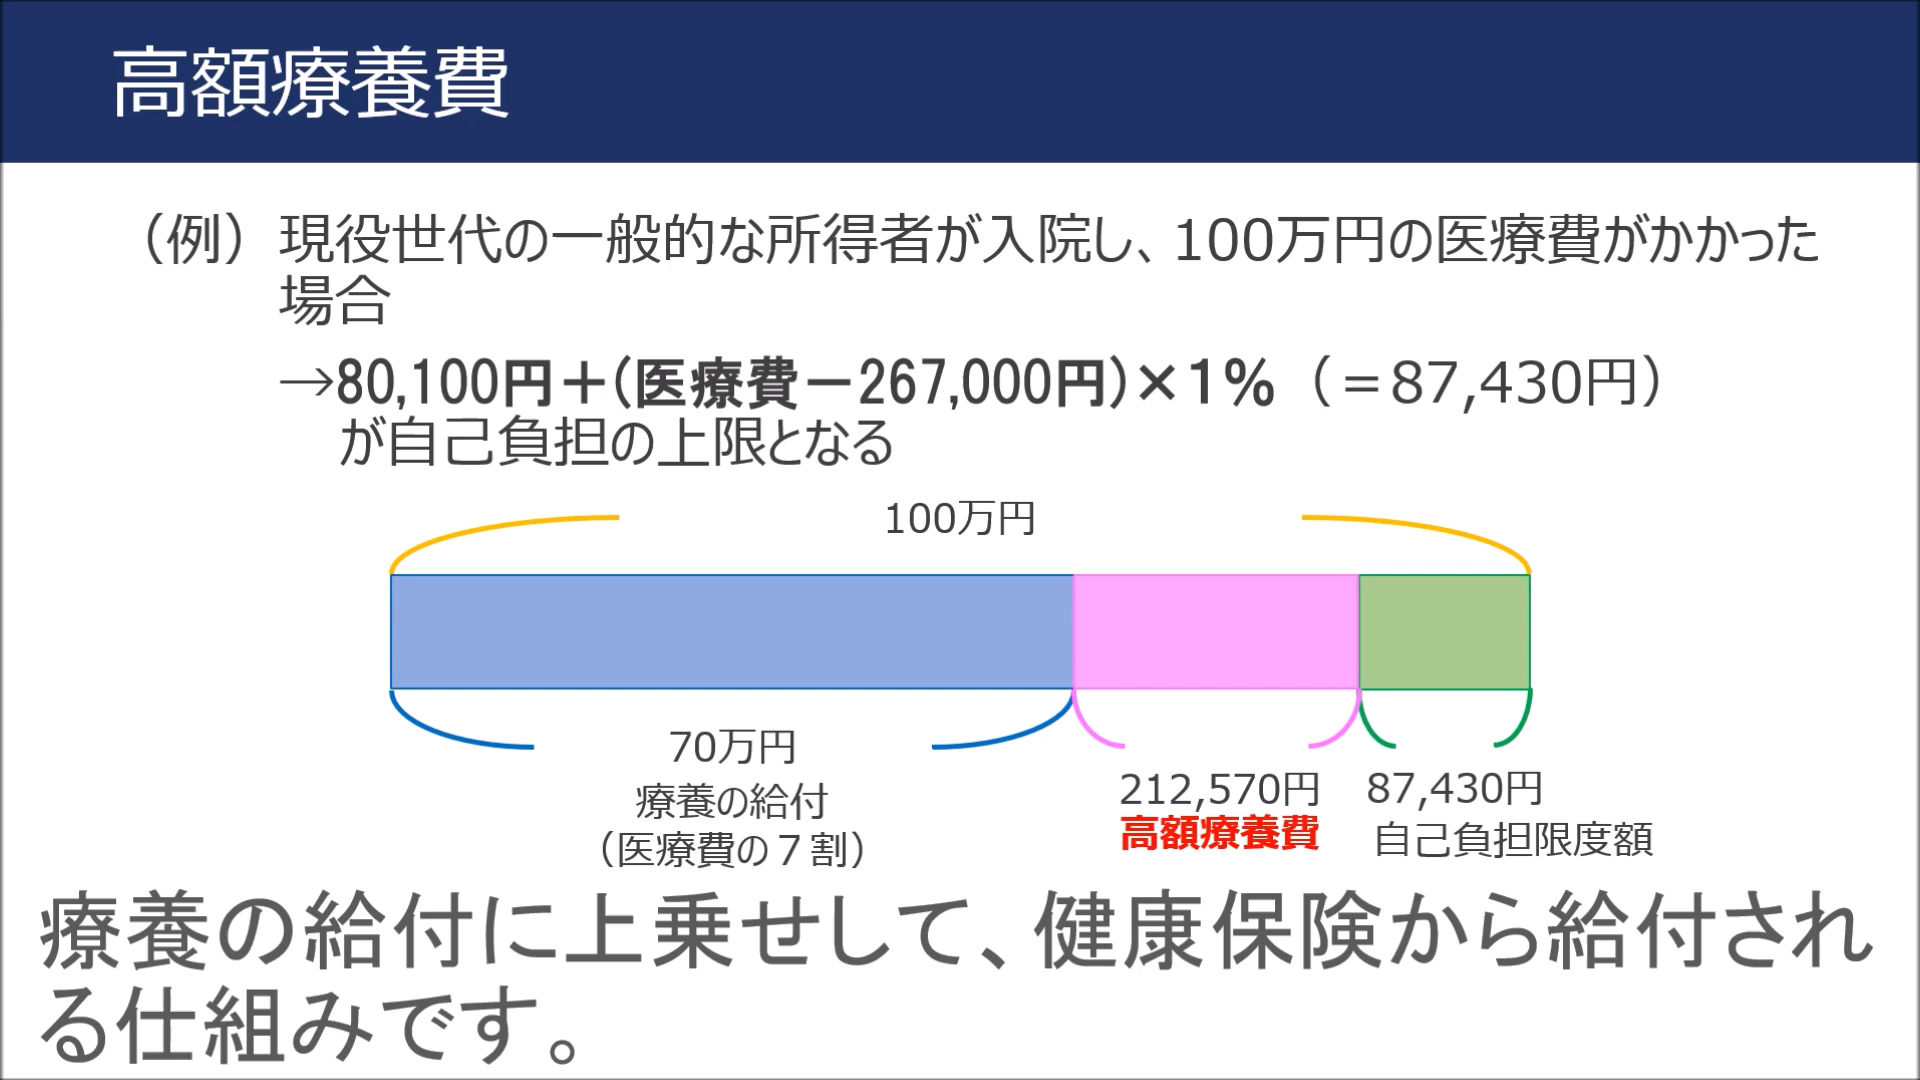 高額療養費
（例）現役世代の一般的な所得者が入院し、100万円の医療費がかかった
場合
→80,100円＋（医療費－267,000円）×１％（＝87,430円）
が自己負担の上限となる
100万円
70万円
療養の給付
（医療費の７割）
212,570円
高額療養費
87,430円
自己負担限度額
療養の給付に上乗せして、健康保険から給付され
る仕組みです。